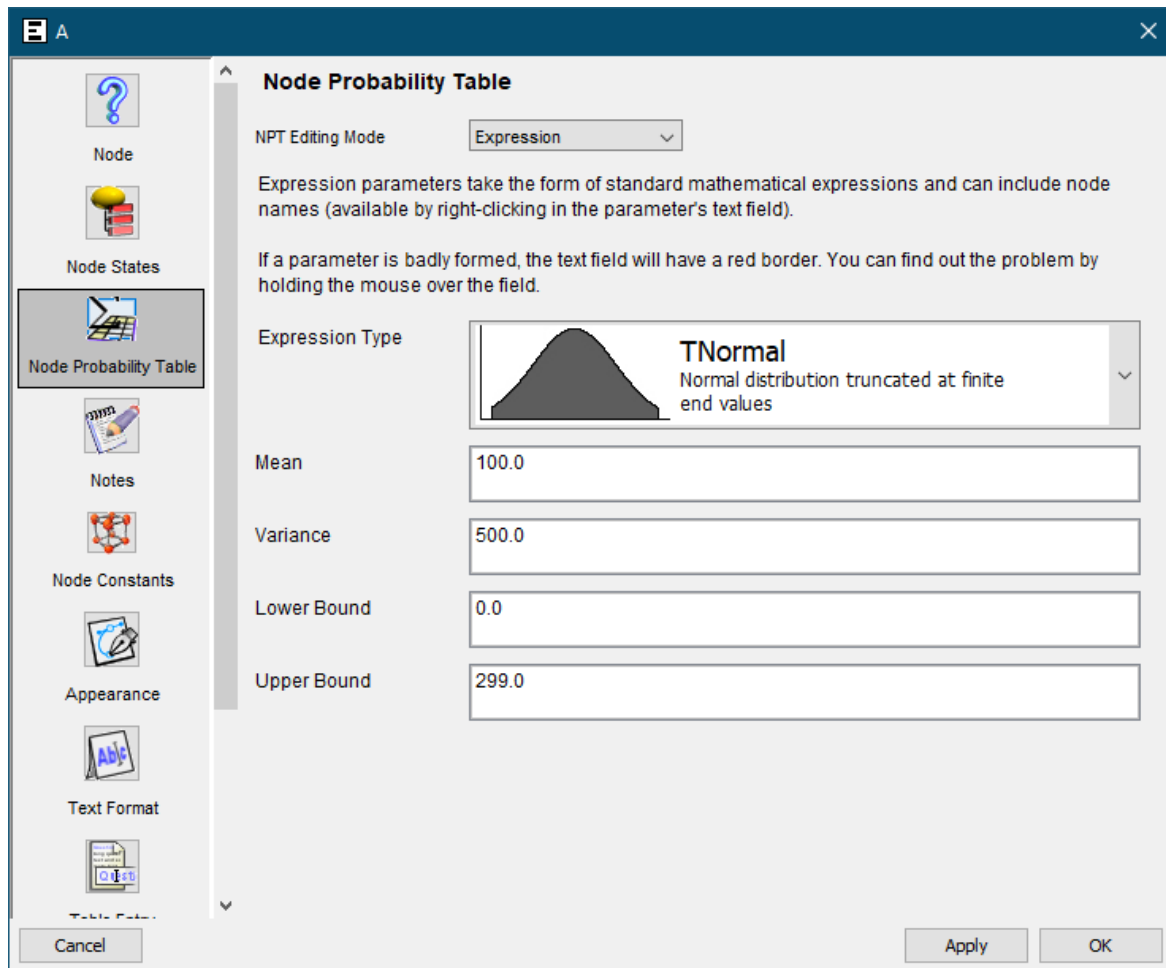 A
Node
Node States
Node Probability Table
Notes
Node Constants
Appearance
Text Format
Node Probability Table
NPT Editing Mode
Expression
Expression parameters take the form of standard mathematical expressions and can include node
names (available by right-clicking in the parameter's text field).
If a parameter is badly formed, the text field will have a red border. You can find out the problem by
holding the mouse over the field.
Expression Type
TNormal
Normal distribution truncated at finite
end values
Mean
100.0
Variance
500.0
Lower Bound
0.0
Upper Bound
299.0
Cancel
Apply
OK